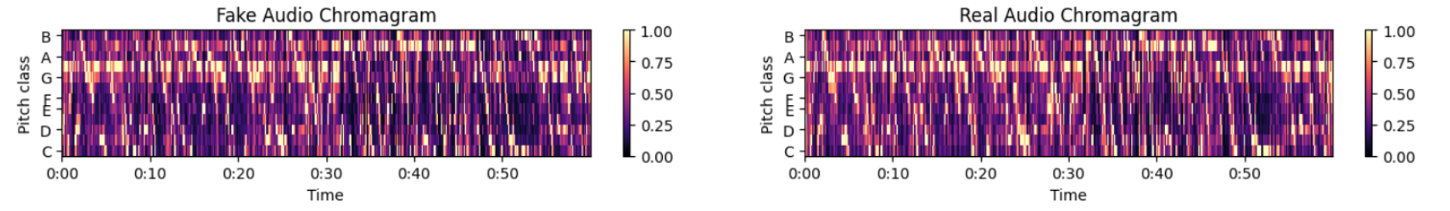 Fake Audio Chromagram
Pitch class
B
A
G
F
E
D
C
0:00 0:10 0:20 0:30 0:40 0:50
Time
1.00
0.75
0.50
0.25
0.00
Real Audio Chromagram
Pitch class
B
A
G
F
E
D
C
0:00 0:10 0:20 0:30 0:40 0:50
Time
1.00
0.75
0.50
0.25
0.00